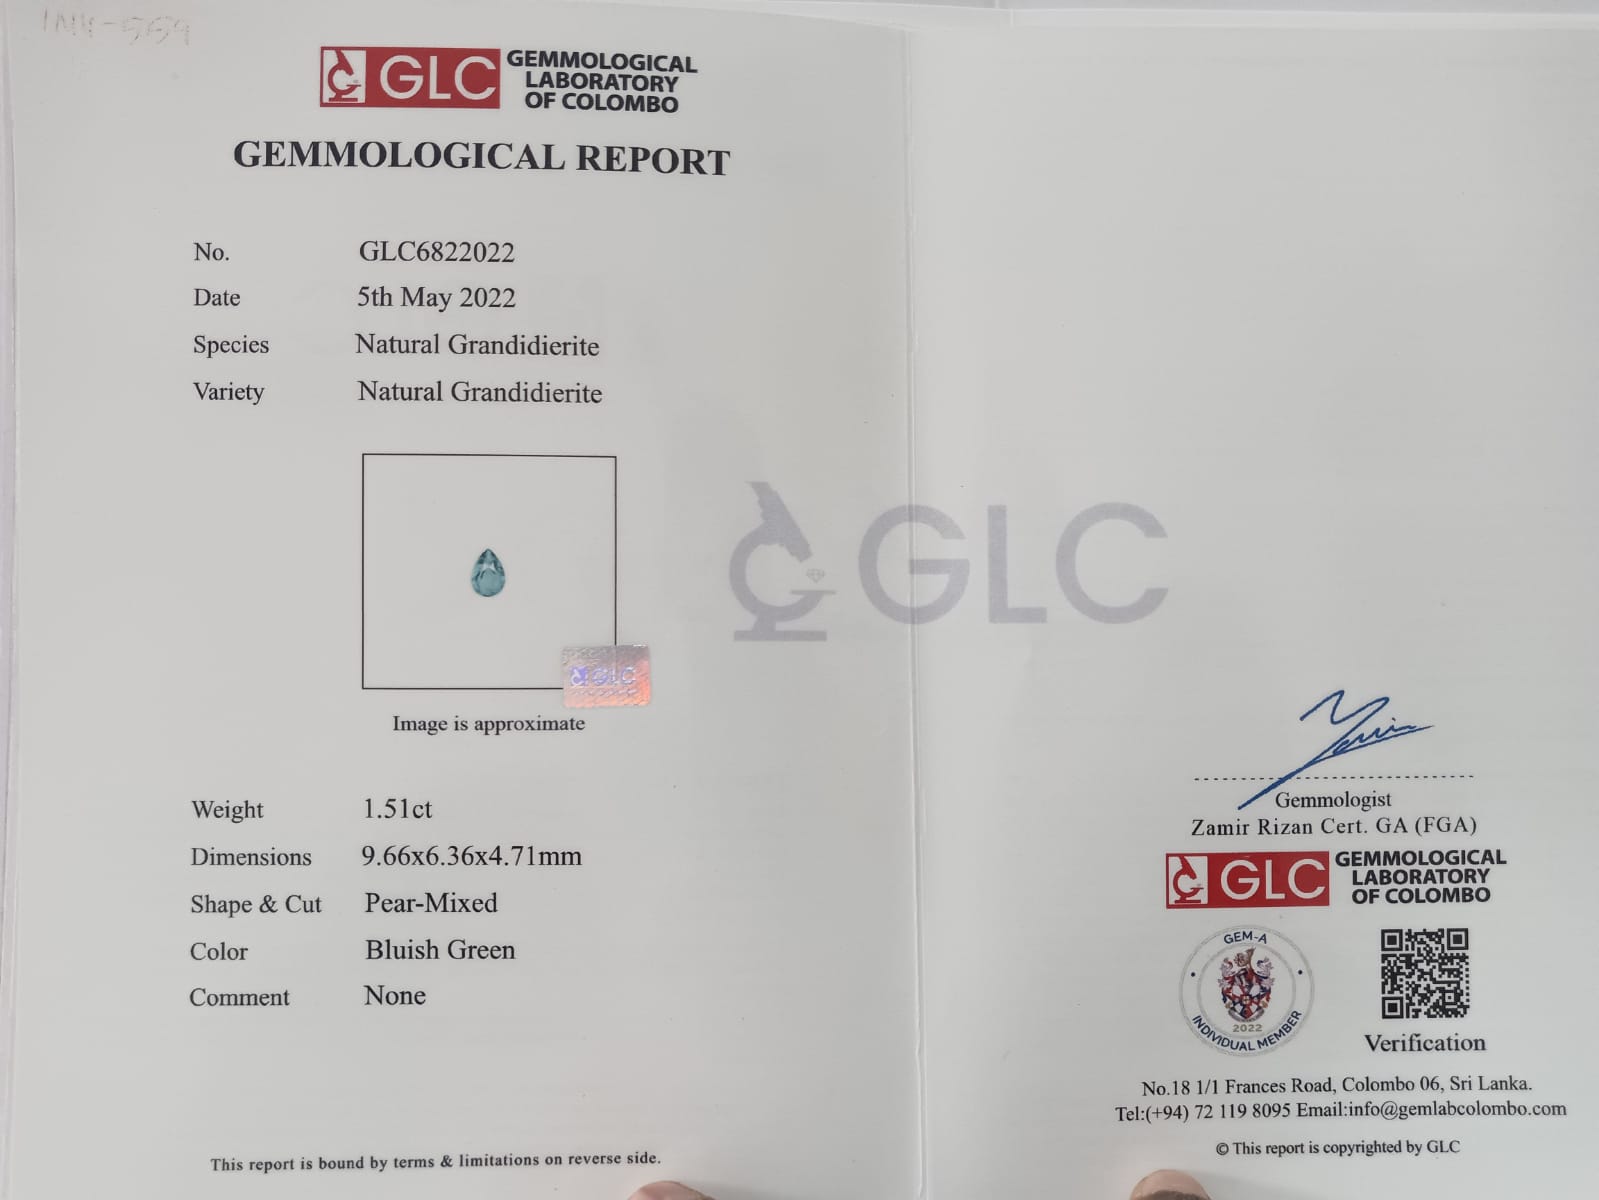 GLC GEMMOLOGICAL
LABORATORY
OF COLOMBO
GEMMOLOGICAL REPORT
No. GLC6822022
Date 5th May 2022
Species Natural Grandidierite
Variety Natural Grandidierite
GLC
Image is approximate
Weight 1.51ct
Dimensions 9.66x6.36x4.71mm
Shape & Cut Pear-Mixed
Color Bluish Green
Comment None
This report is bound by terms & limitations on reverse side.
GLC
Gemmologist
Zamir Rizan Cert. GA (FGA)
GLC GEMMOLOGICAL
LABORATORY
OF COLOMBO
GEM-A
2022
INDIVIDUAL MEMBER
Verification
No.18 1/1 Frances Road, Colombo 06, Sri Lanka.
Tel:(+94) 72 119 8095 Email:info@gemlabcolombo.com
© This report is copyrighted by GLC